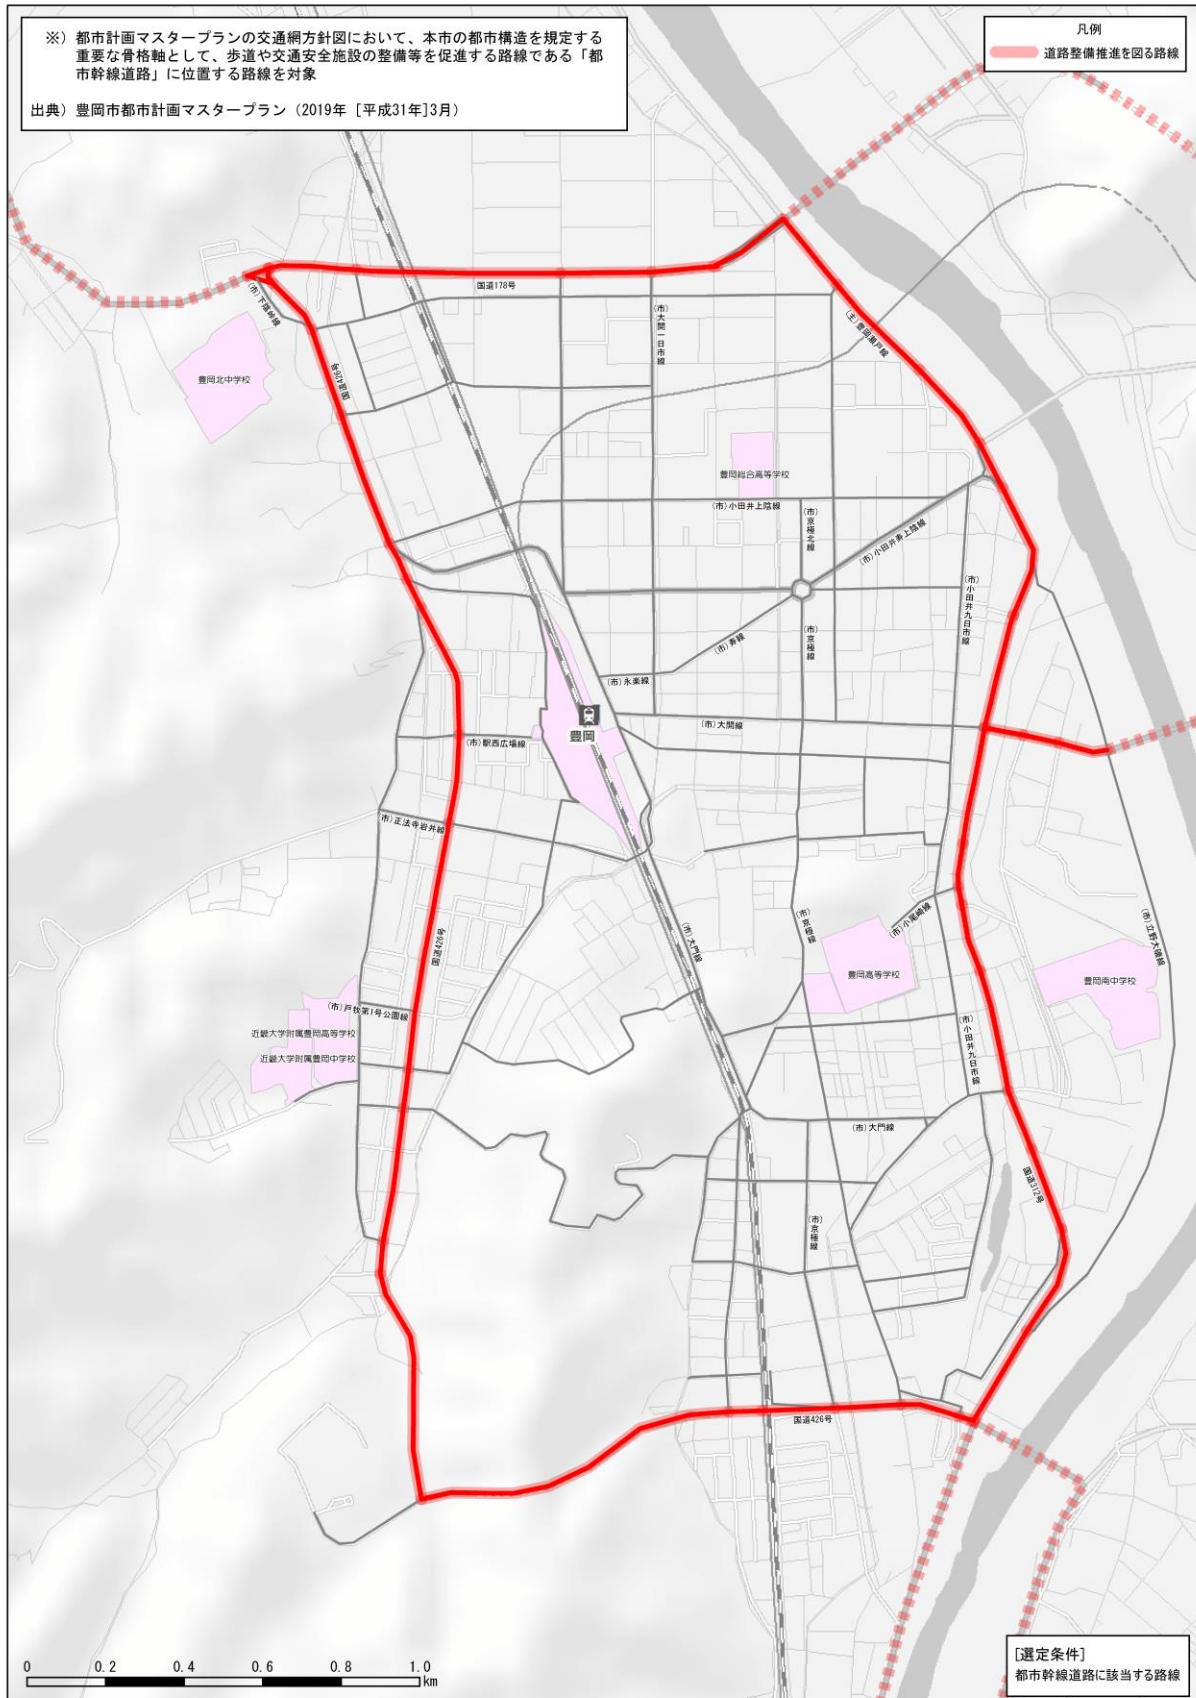 ※）都市計画マスタープランの交通網方針図において、本市の都市構造を規定する
重要な骨格軸として、歩道や交通安全施設の整備等を促進する路線である「都
市幹線道路」に位置する路線を対象
出典）豊岡市都市計画マスタープラン（2019年［平成31年]3月）
凡例
道路整備推進を図る路線
国道178号
(市)下陰峠線
(市)大開一日市線
(主)豊岡瀬戸線
豊岡北中学校
国道426号
豊岡総合高等学校
(市)小田井上陰線
(市)京極北線
(市)小田井寿上陰線
(市)小田井九日市線
(市)寿線
(市)京極線
(市)永楽線
(市)大開線
豊岡
(市)駅西広場線
(市)正法寺岩井線
(市)小尾崎線
(市)京極線
(市)立野大磯線
国道426号
(市)大門線
豊岡高等学校
豊岡南中学校
(市)戸牧第1号公園線
近畿大学附属豊岡高等学校
近畿大学附属豊岡中学校
(市)小田井九日市線
(市)大門線
国道312号
(市)京極線
国道426号
[選定条件]
都市幹線道路に該当する路線
0 0.2 0.4 0.6 0.8 1.0
km